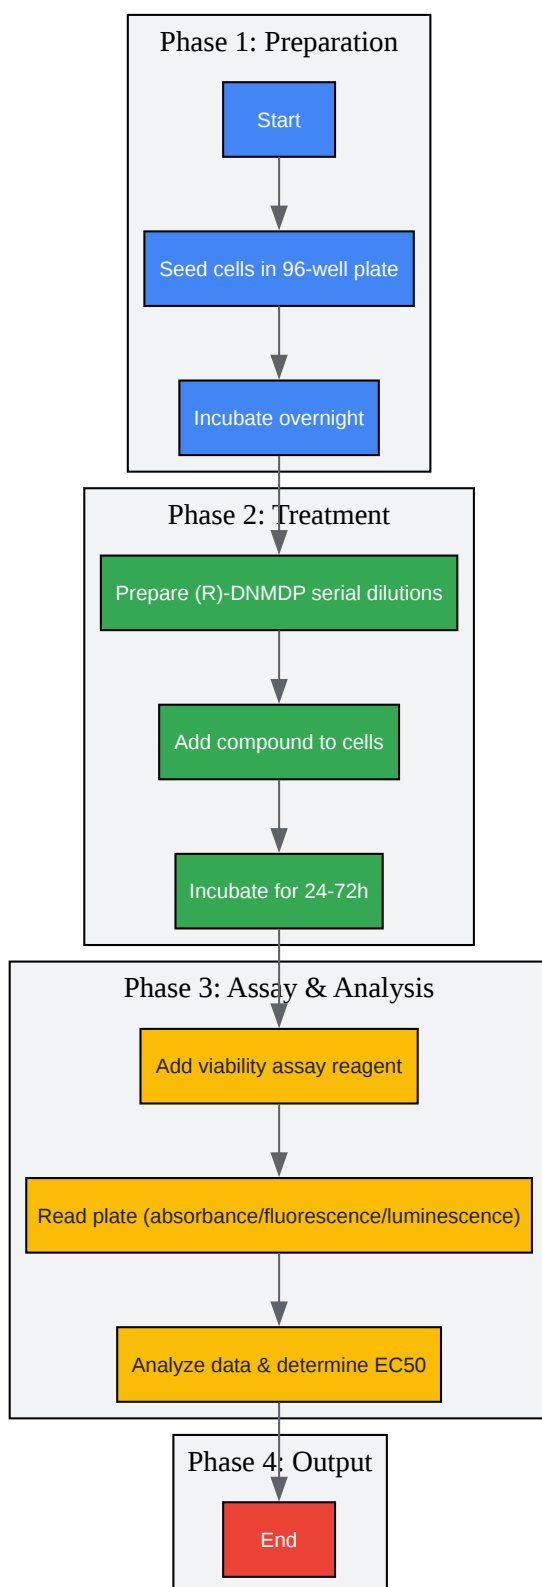 Phase 1: Preparation
Start
Seed cells in 96-well plate
Incubate overnight
Phase 2: Treatment
Prepare (R)-DNMDP serial dilutions
Add compound to cells
Incubate for 24-72h
Phase 3: Assay & Analysis
Add viability assay reagent
Read plate (absorbance/fluorescence/luminescence)
Analyze data & determine EC50
Phase 4: Output
End